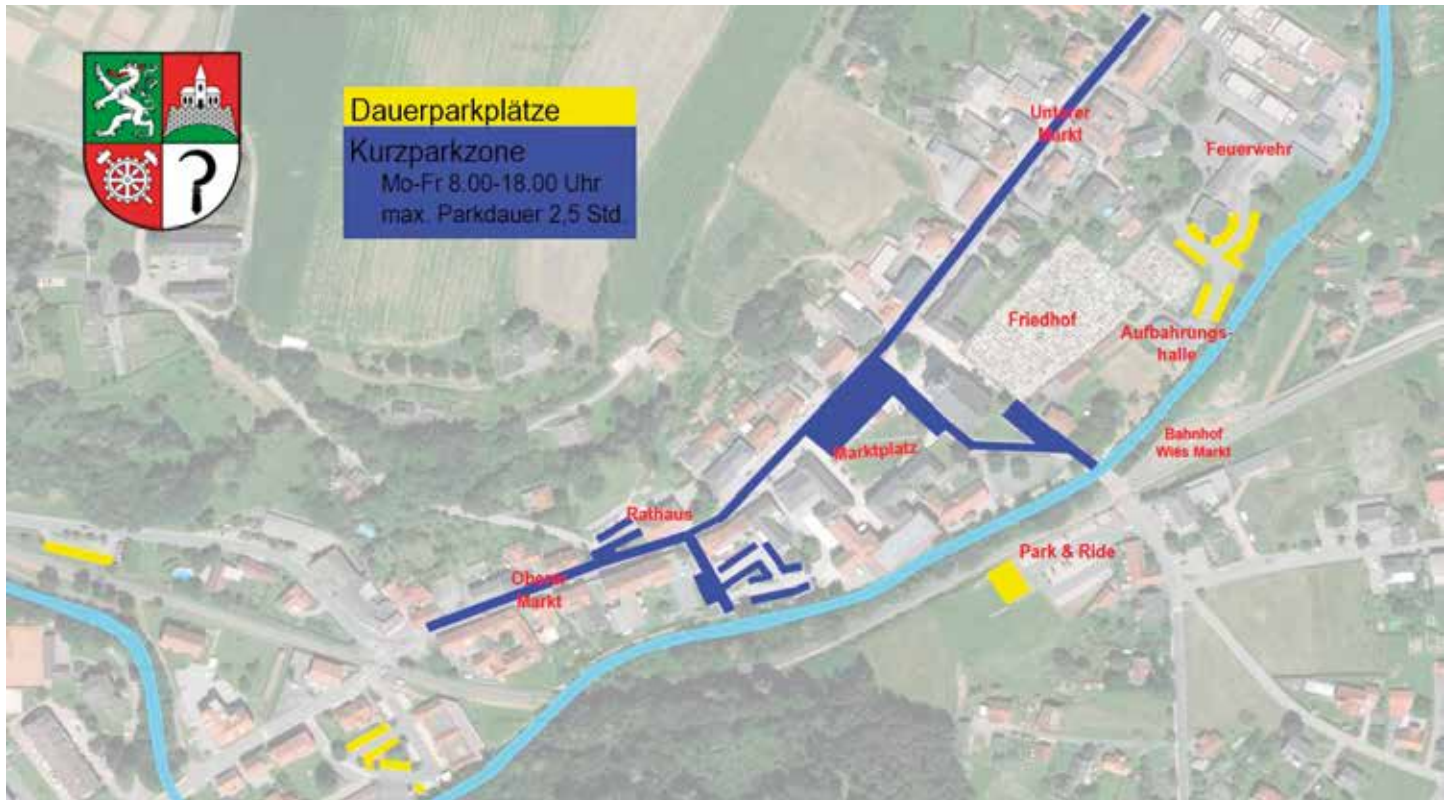 Dauerparkplätze
Kurzparkzone
Mo-Fr 8.00-18.00 Uhr
max. Parkdauer 2,5 Std.
Unterer
Markt
Feuerwehr
Friedhof
Aufbahrungs-
halle
Marktplatz
Bahnhof
Wies Markt
Rathaus
Park & Ride
Oberer
Markt